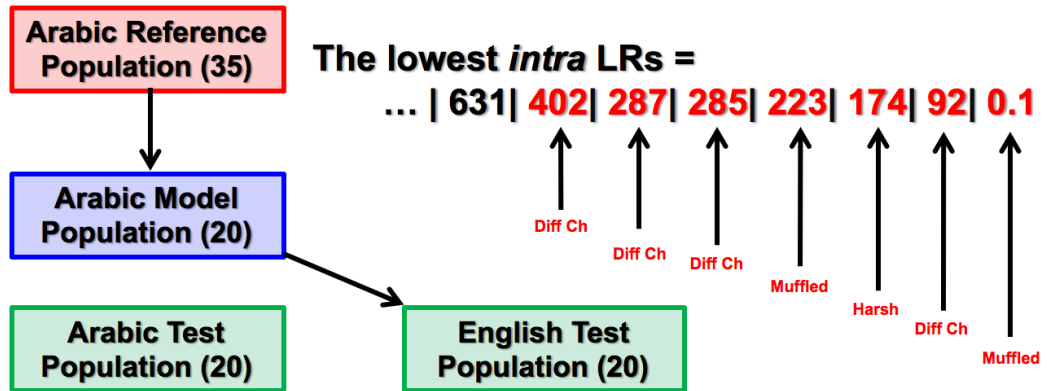 Arabic Reference
Population (35)
The lowest intra LRs =
... | 631| 402| 287| 285| 223| 174| 92| 0.1
Arabic Model
Population (20)
Diff Ch
Diff Ch
Diff Ch
Muffled
Harsh
Diff Ch
Muffled
Arabic Test
Population (20)
English Test
Population (20)